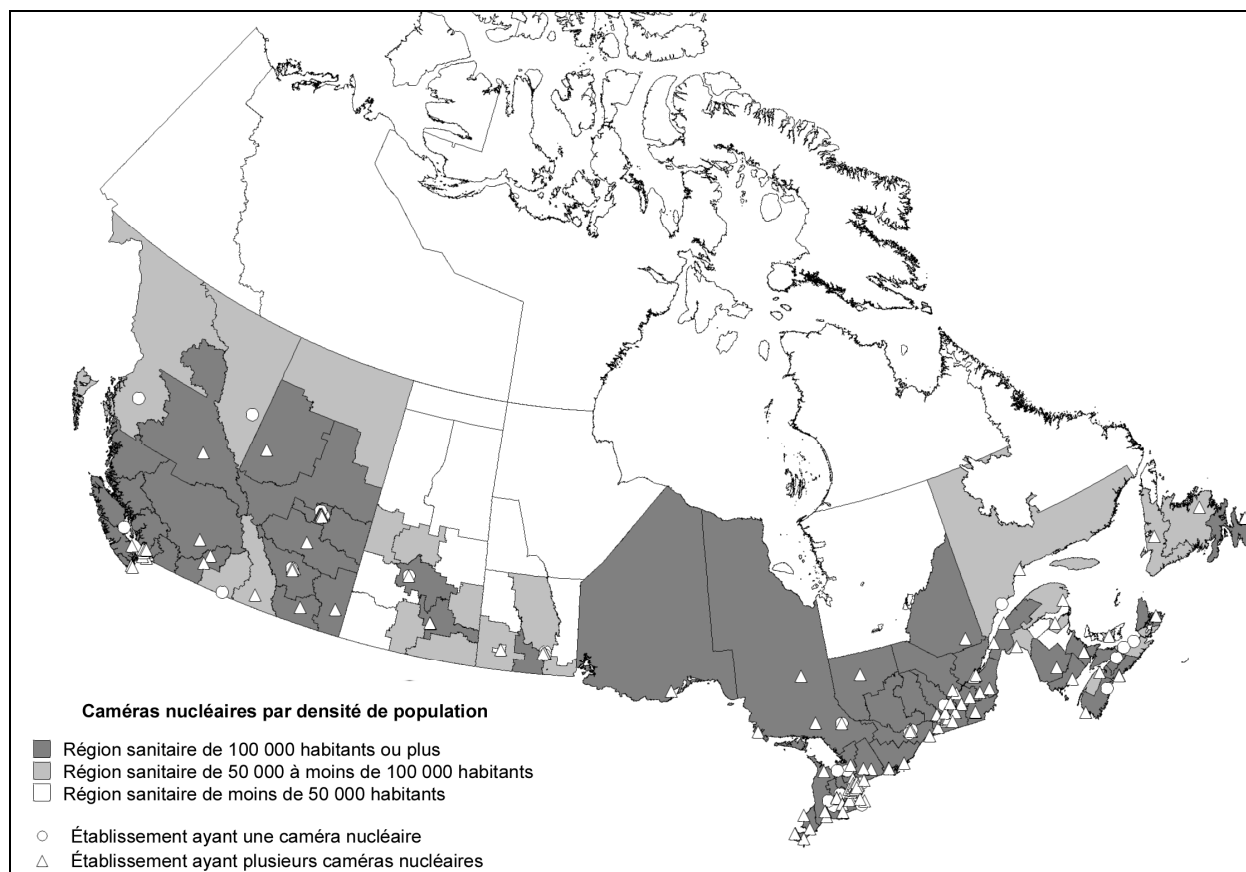 Caméras nucléaires par densité de population
Région sanitaire de 100 000 habitants ou plus
Région sanitaire de 50 000 à moins de 100 000 habitants
Région sanitaire de moins de 50 000 habitants
Établissement ayant une caméra nucléaire
Établissement ayant plusieurs caméras nucléaires